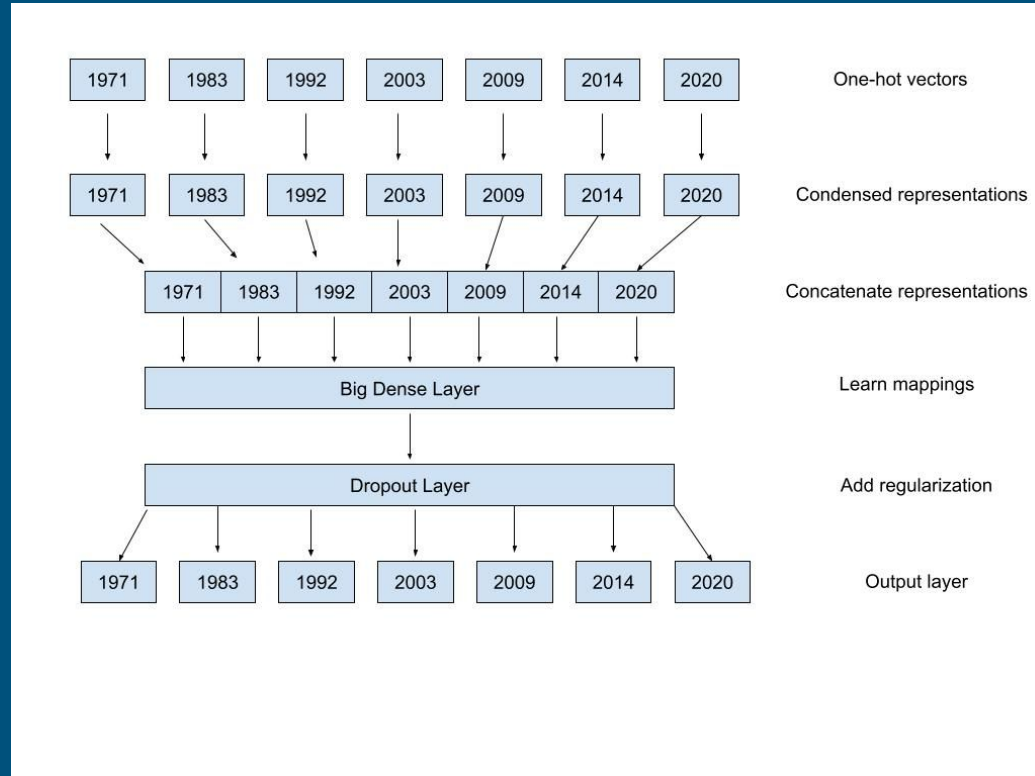 1971 1983 1992 2003 2009 2014 2020 One-hot vectors
1971 1983 1992 2003 2009 2014 2020 Condensed representations
1971 1983 1992 2003 2009 2014 2020 Concatenate representations
Big Dense Layer Learn mappings
Dropout Layer Add regularization
1971 1983 1992 2003 2009 2014 2020 Output layer